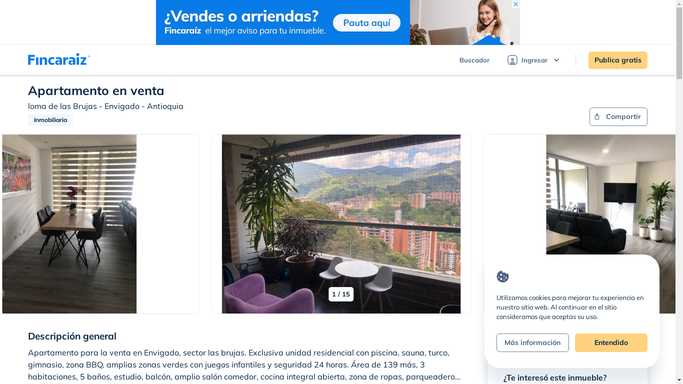 ¿Vendes o arriendas?
Fincaraíz el mejor aviso para tu inmueble.
Pauta aquí
Fincaraíz
Buscador
Ingresar
Publica gratis
Apartamento en venta
loma de las Brujas - Envigado - Antioquia
Inmobiliaria
Compartir
1 / 15
Utilizamos cookies para mejorar tu experiencia en
nuestro sitio web. Al continuar en el sitio
consideramos que aceptas su uso.
Más información
Entendido
Descripción general
Apartamento para la venta en Envigado, sector las brujas. Exclusiva unidad residencial con piscina, sauna, turco,
gimnasio, zona BBQ, amplias zonas verdes con juegos infantiles y seguridad 24 horas. Área de 139 más, 3
habitaciones, 5 baños, estudio, balcón, amplio salón comedor, cocina integral abierta, zona de ropas, parqueadero...
¿Te interesó este inmueble?